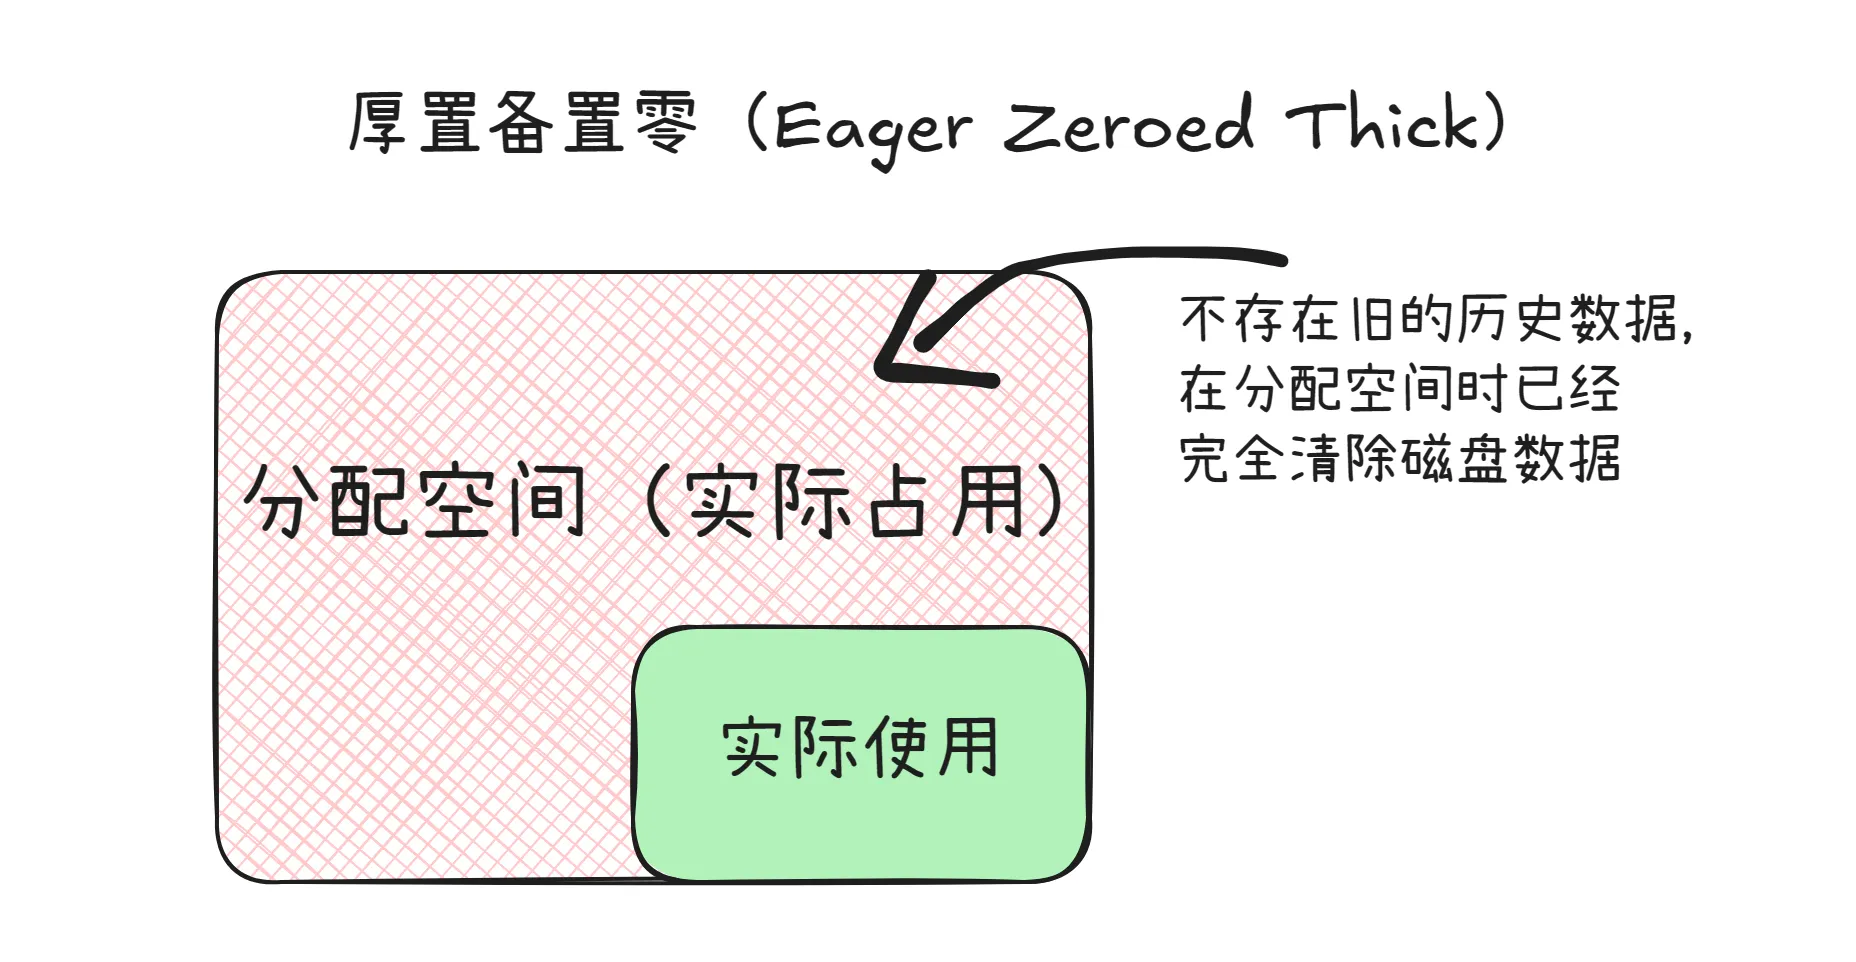 厚置备置零（Eager Zeroed Thick）
不存在旧的历史数据,
在分配空间时已经
完全清除磁盘数据
分配空间（实际占用）
实际使用